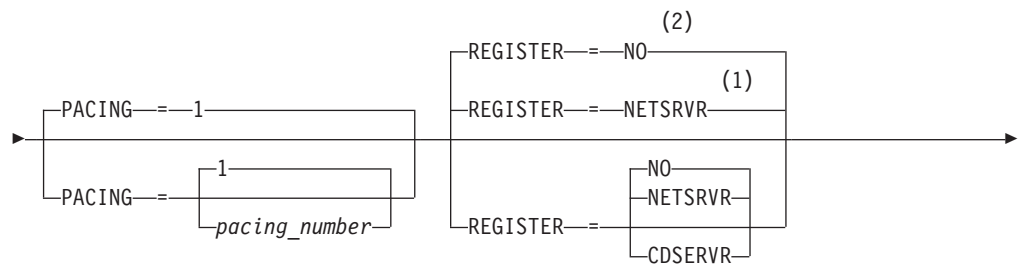 (2)
REGISTER = NO
(1)
PACING = 1
REGISTER = NETSRVR
1
NO
PACING =
NETSRVR
pacing_number
REGISTER =
CDSERVR